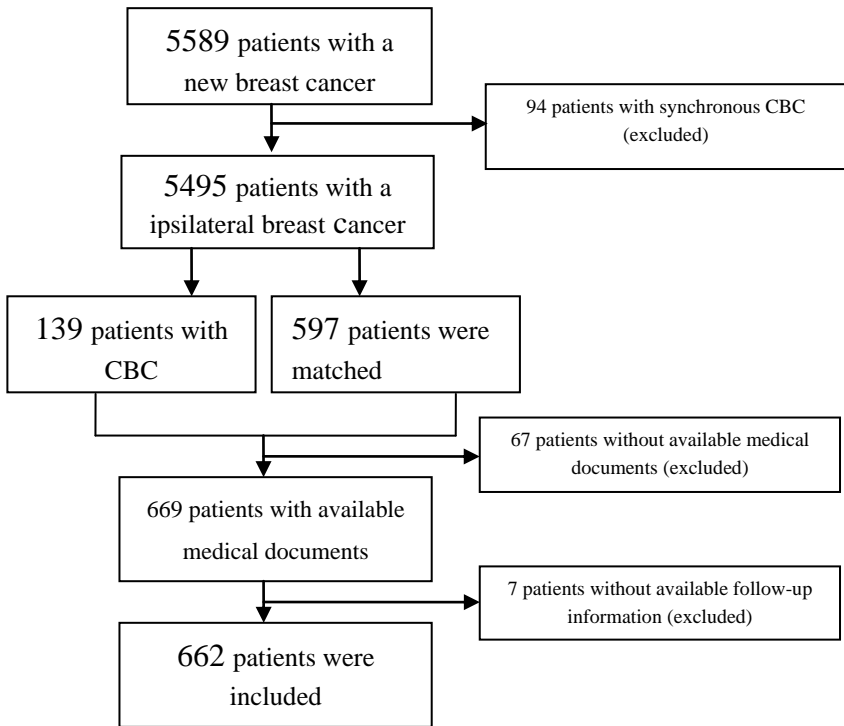 5589 patients with a
new breast cancer
94 patients with synchronous CBC
(excluded)
5495 patients with a
ipsilateral breast cancer
139 patients with
CBC
597 patients were
matched
67 patients without available medical
documents (excluded)
669 patients with available
medical documents
7 patients without available follow-up
information (excluded)
662 patients were
included